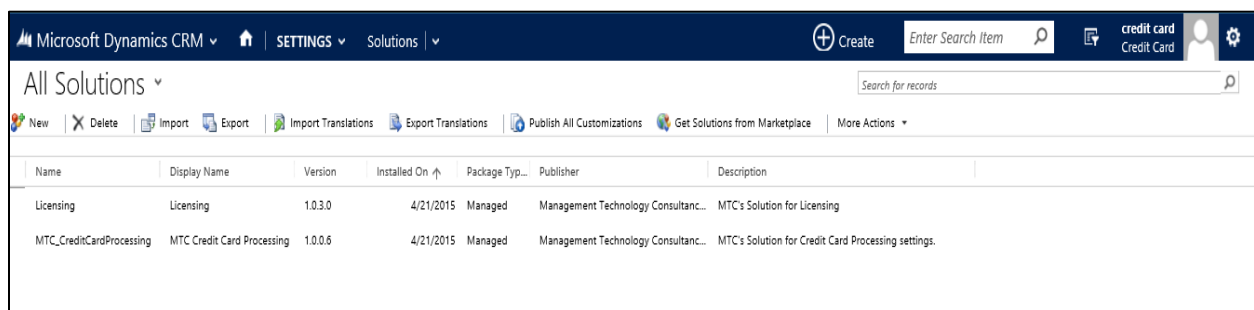 Microsoft Dynamics CRM SETTINGS Solutions Create Enter Search Item credit card
Credit Card
All Solutions Search for records
New Delete Import Export Import Translations Export Translations Publish All Customizations Get Solutions from Marketplace More Actions
Name Display Name Version Installed On Package Typ... Publisher Description
Licensing Licensing 1.0.3.0 4/21/2015 Managed Management Technology Consultanc... MTC's Solution for Licensing
MTC_CreditCardProcessing MTC Credit Card Processing 1.0.0.6 4/21/2015 Managed Management Technology Consultanc... MTC's Solution for Credit Card Processing settings.